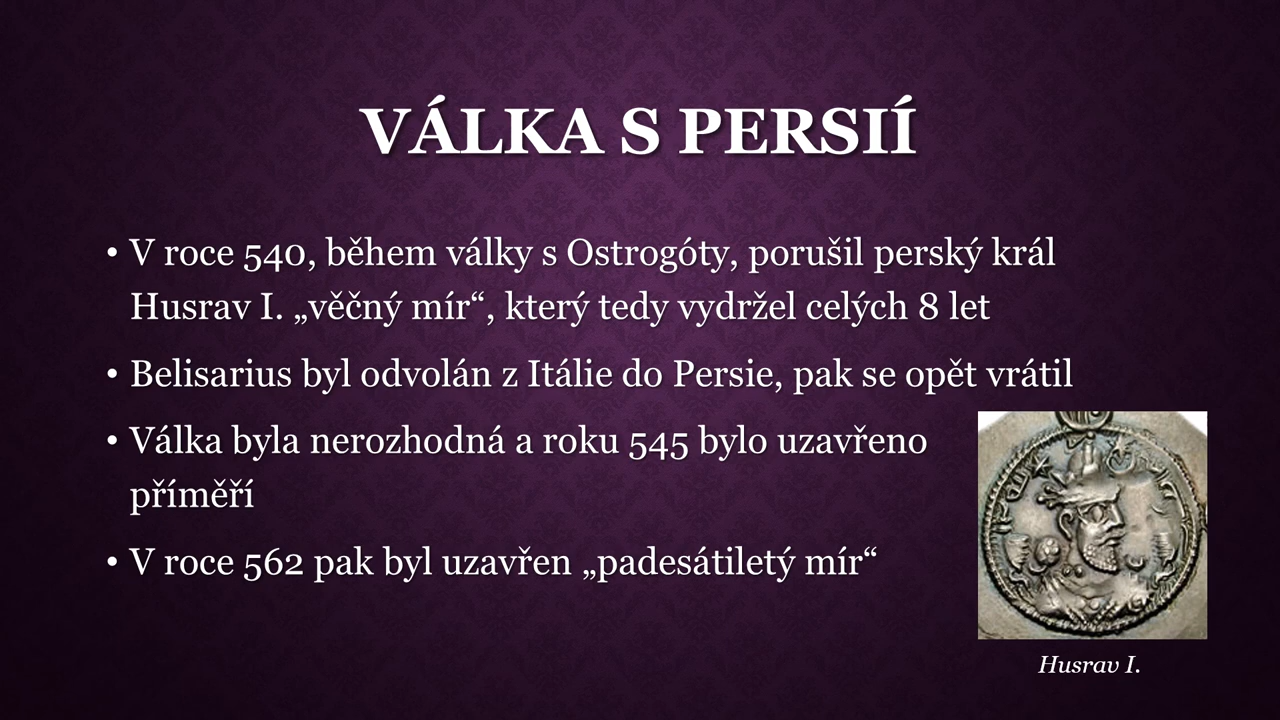 VÁLKA S PERSIÍ
• V roce 540, během války s Ostrogóty, porušil perský král
Husrav I. „věčný mír“, který tedy vydržel celých 8 let
• Belisarius byl odvolán z Itálie do Persie, pak se opět vrátil
• Válka byla nerozhodná a roku 545 bylo uzavřeno
příměří
• V roce 562 pak byl uzavřen „padesátiletý mír“
Husrav I.